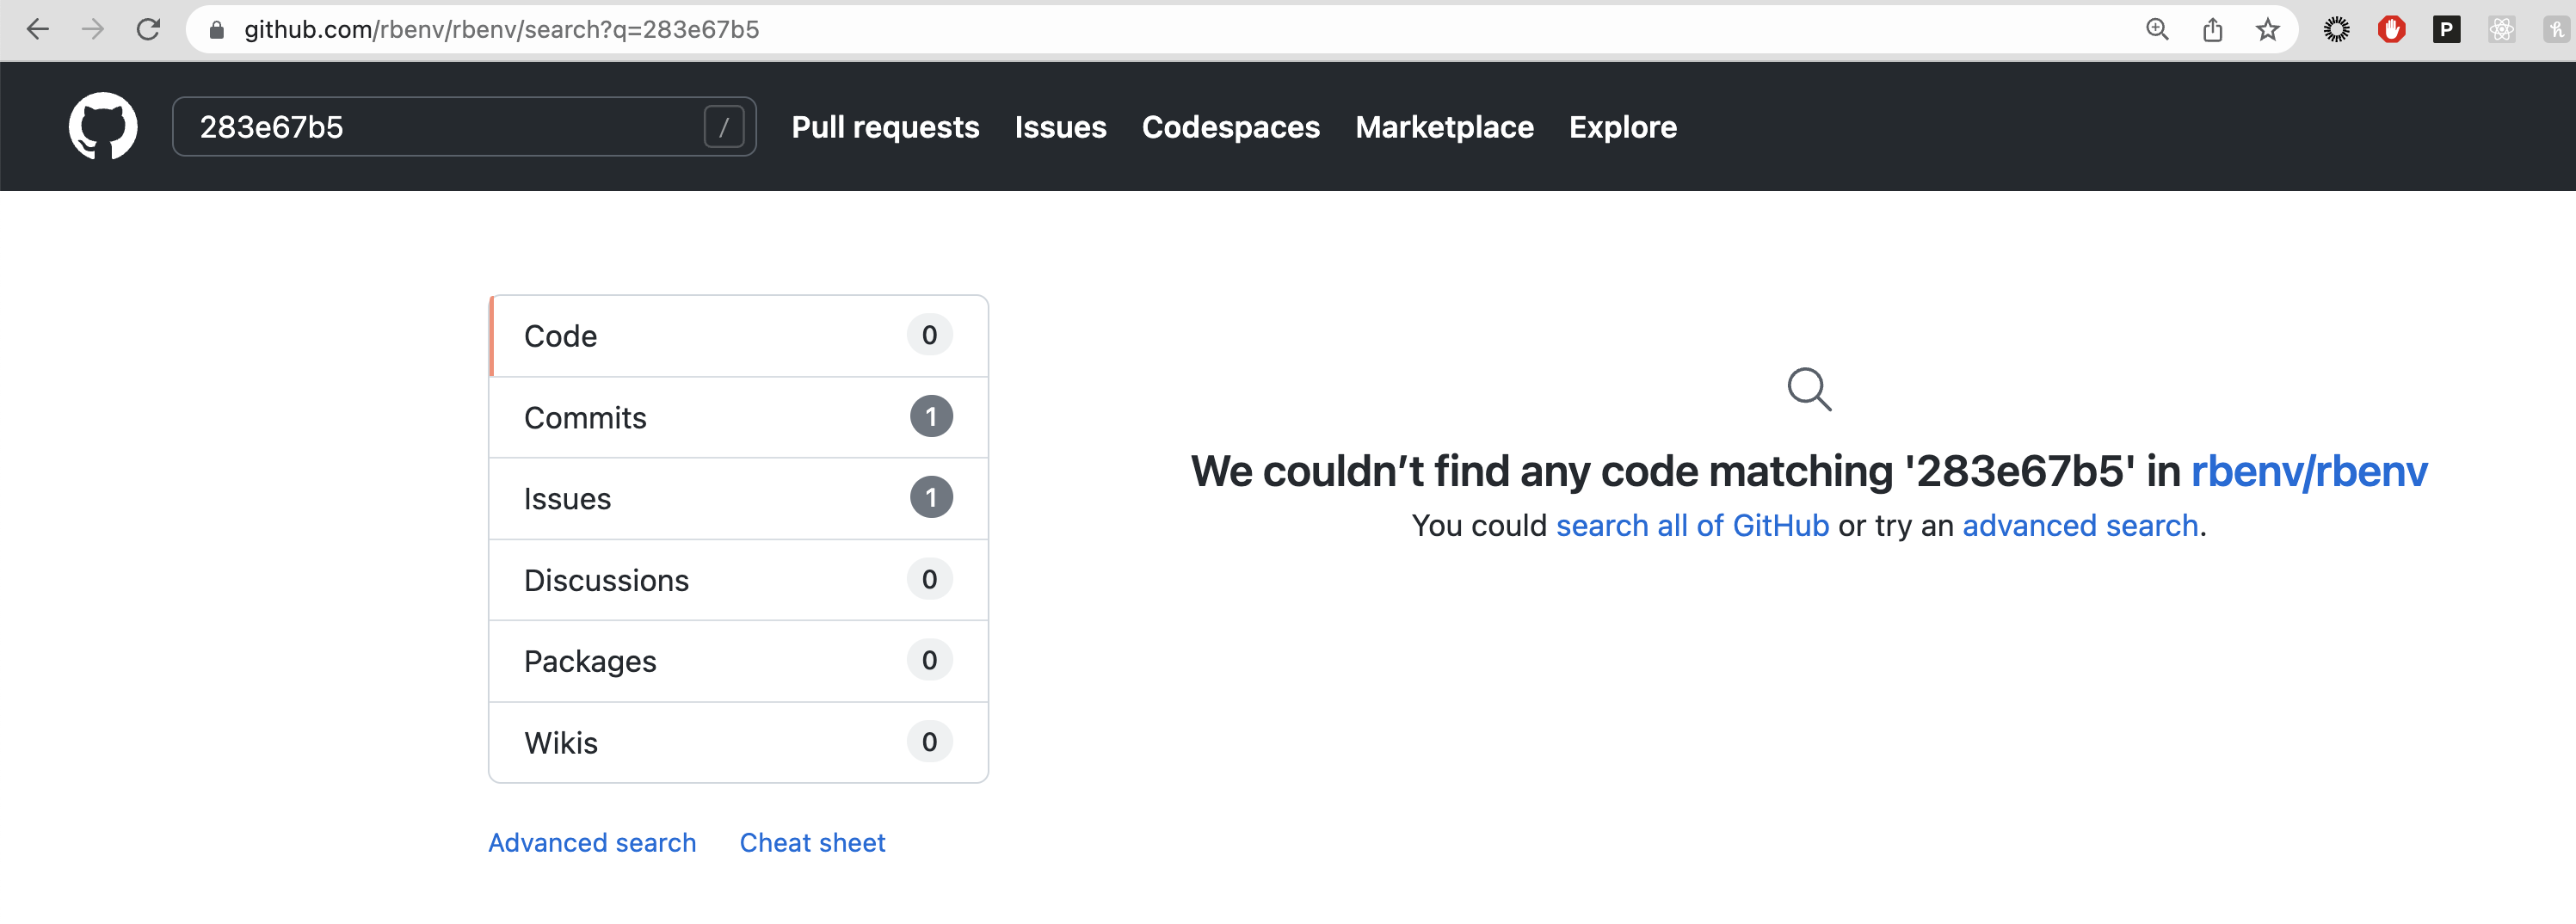 github.com/rbenv/rbenv/search?q=283e67b5
P
283e67b5 / Pull requests Issues Codespaces Marketplace Explore
Code 0
Commits 1
Issues 1
Discussions 0
Packages 0
Wikis 0
Advanced search Cheat sheet
We couldn’t find any code matching '283e67b5' in rbenv/rbenv
You could search all of GitHub or try an advanced search.